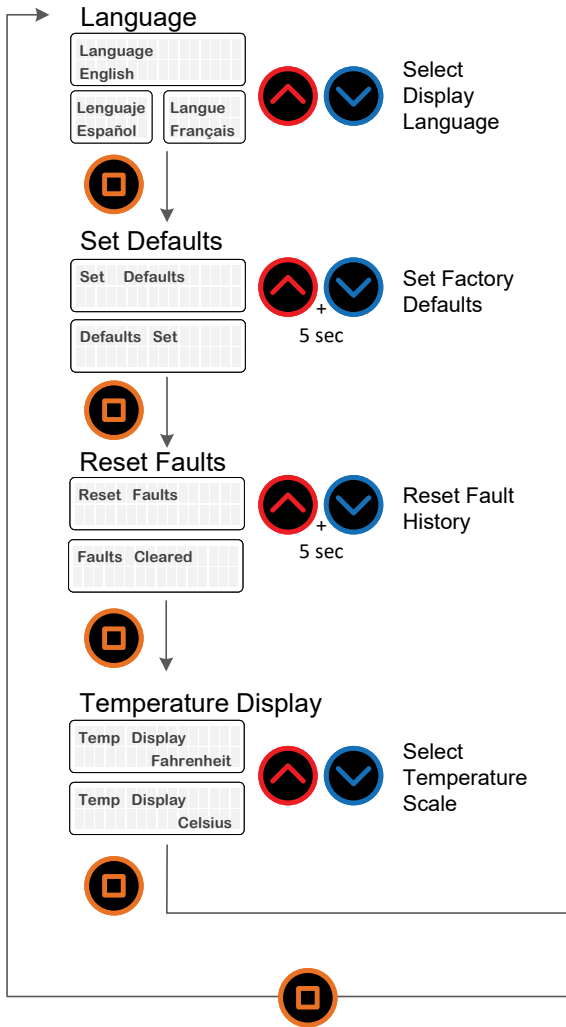 Language
Language
English
Lenguaje
Español
Langue
Français
Select
Display
Language
Set Defaults
Set Defaults
Defaults Set
+
5 sec
Set Factory
Defaults
Reset Faults
Reset Faults
Faults Cleared
+
5 sec
Reset Fault
History
Temperature Display
Temp Display
Fahrenheit
Temp Display
Celsius
Select
Temperature
Scale